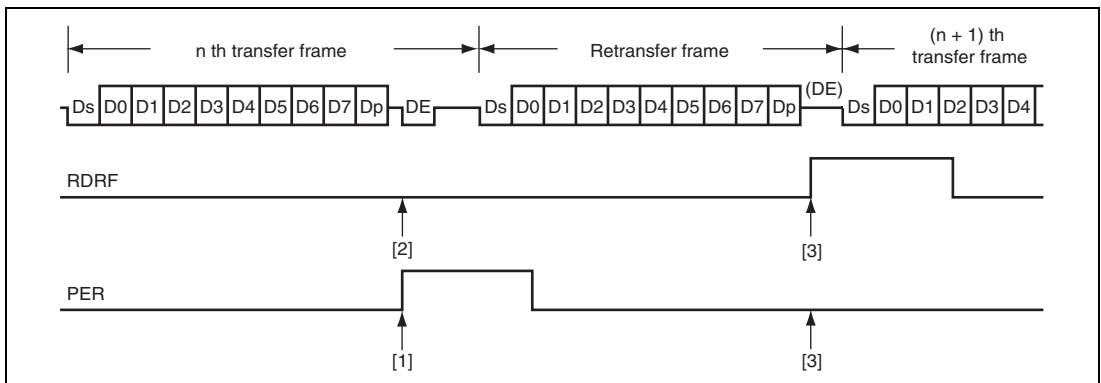 n th transfer frame
Retransfer frame
(n + 1) th
transfer frame
Ds D0 D1 D2 D3 D4 D5 D6 D7 Dp DE Ds D0 D1 D2 D3 D4 D5 D6 D7 Dp (DE) Ds D0 D1 D2 D3 D4
RDRF
[2] [3]
PER
[1] [3]